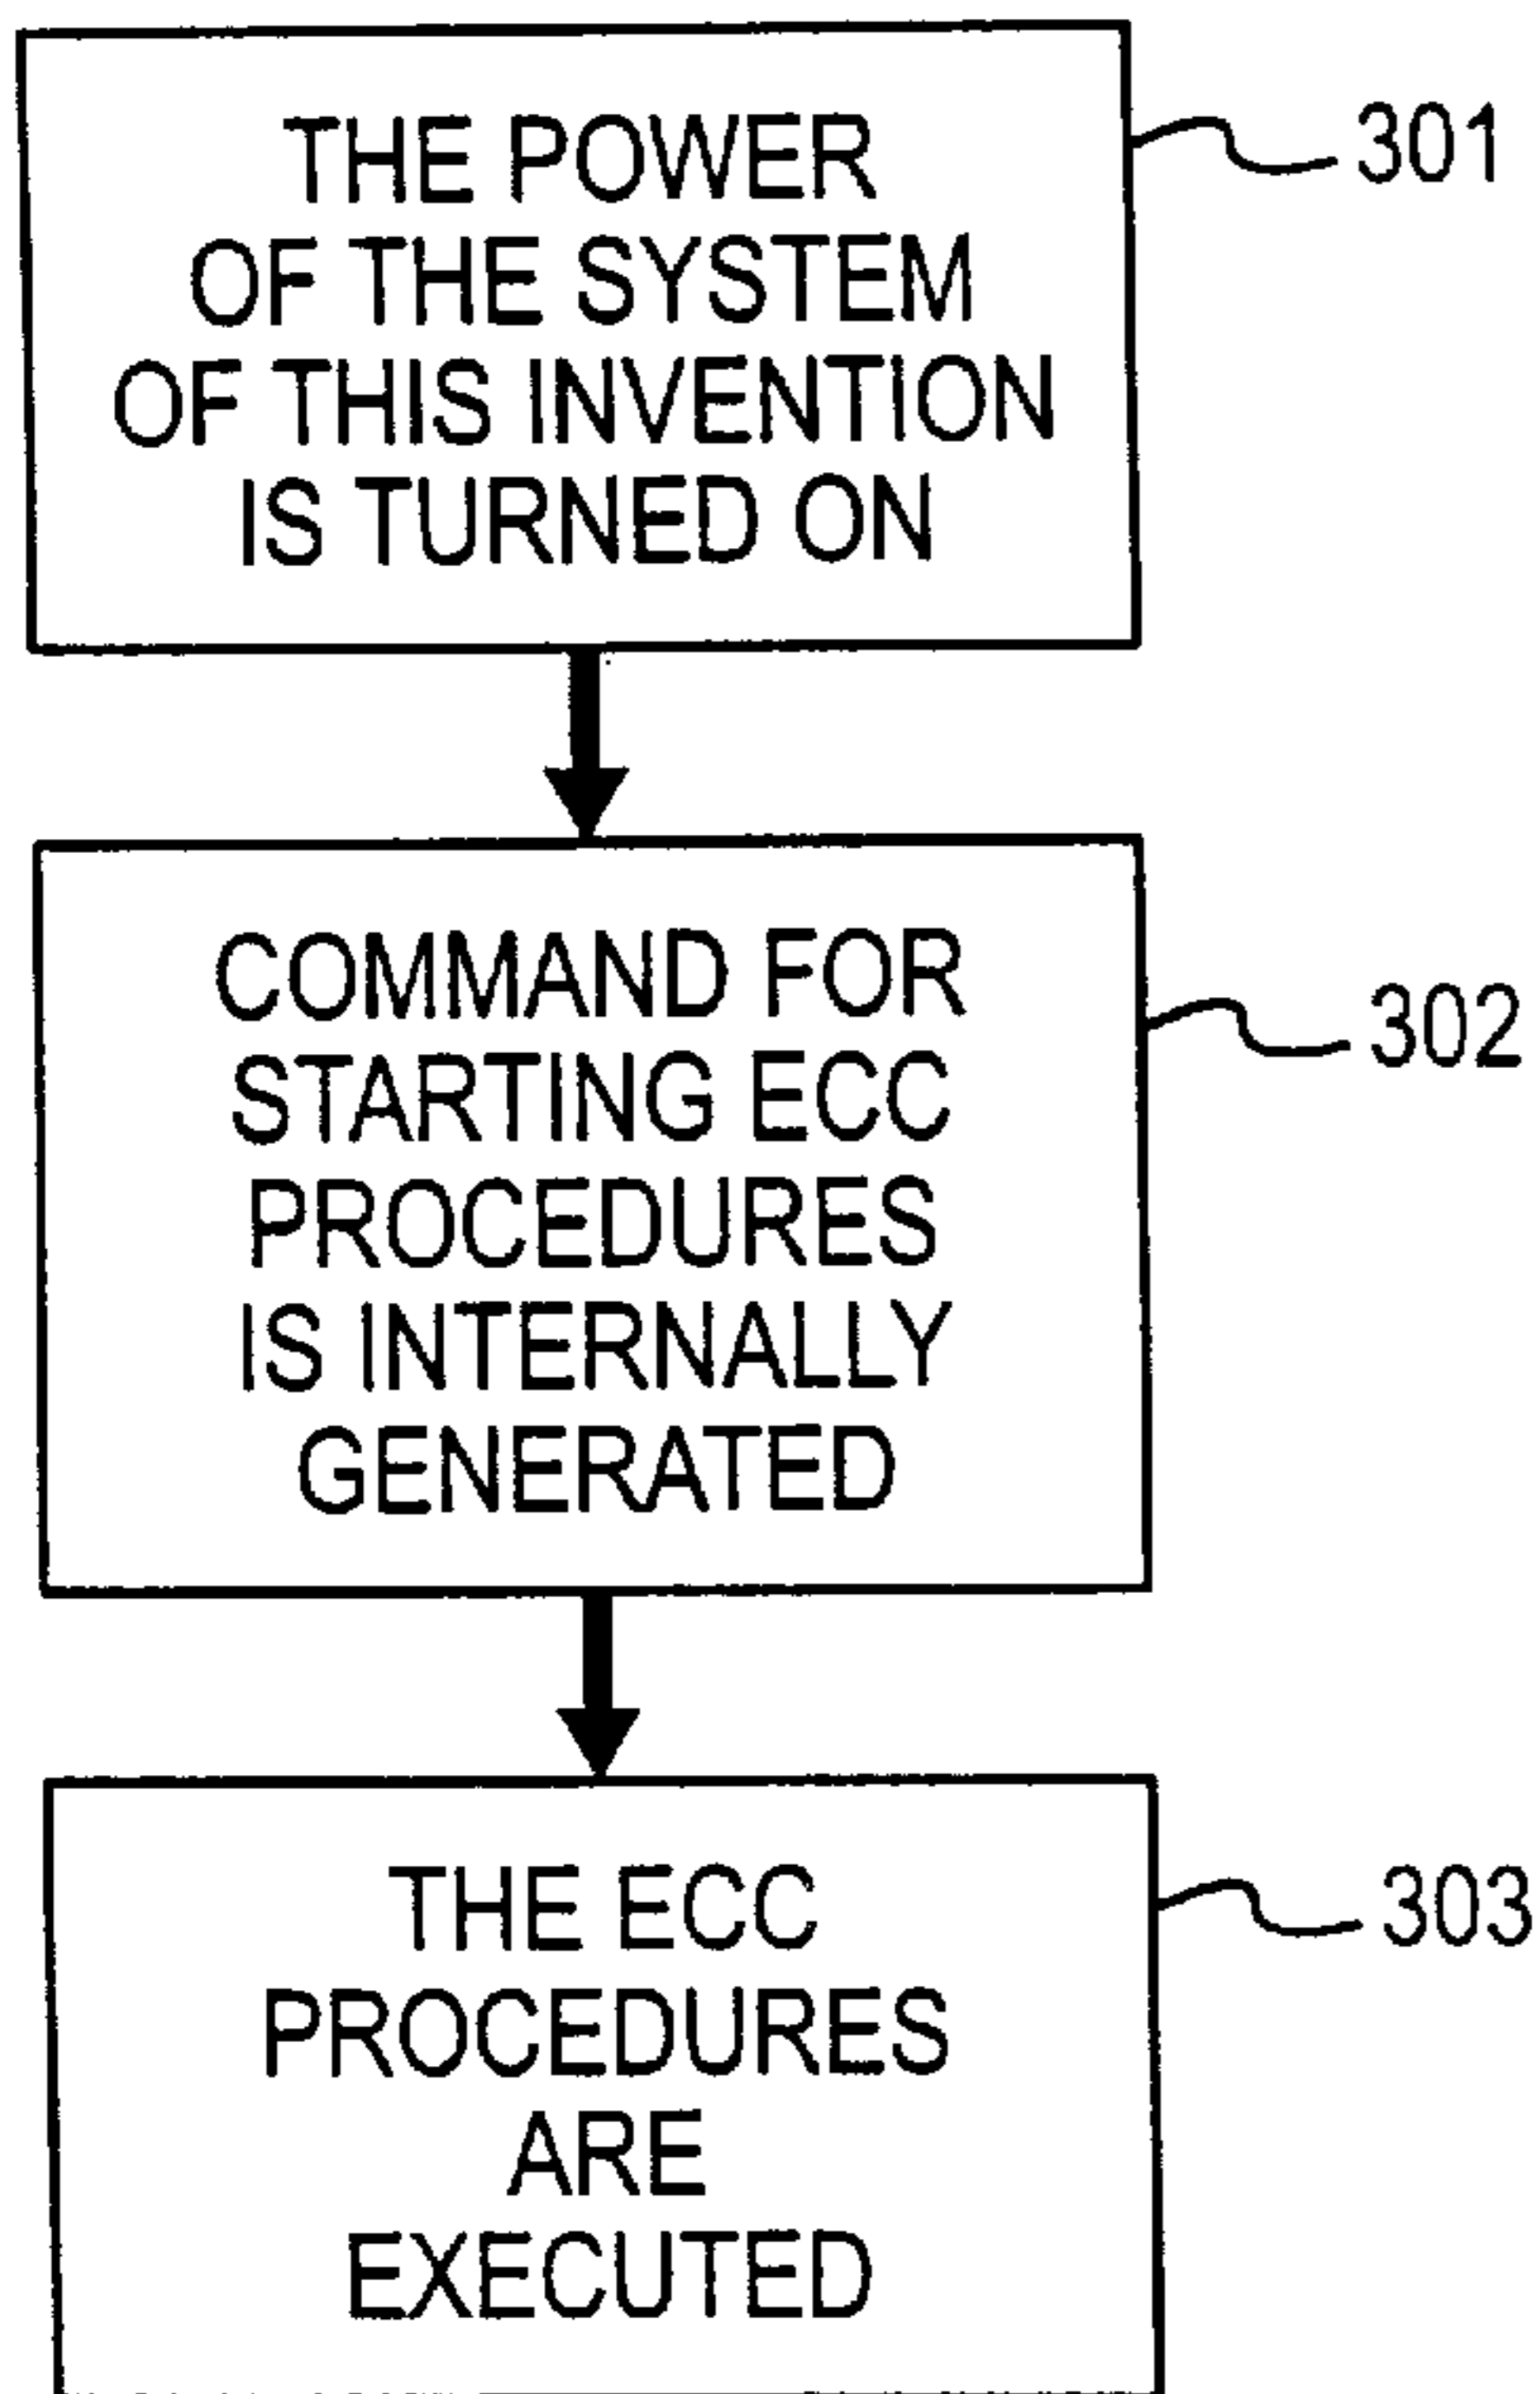 THE POWER
OF THE SYSTEM
OF THIS INVENTION
IS TURNED ON
301
COMMAND FOR
STARTING ECC
PROCEDURES
IS INTERNALLY
GENERATED
302
THE ECC
PROCEDURES
ARE
EXECUTED
303